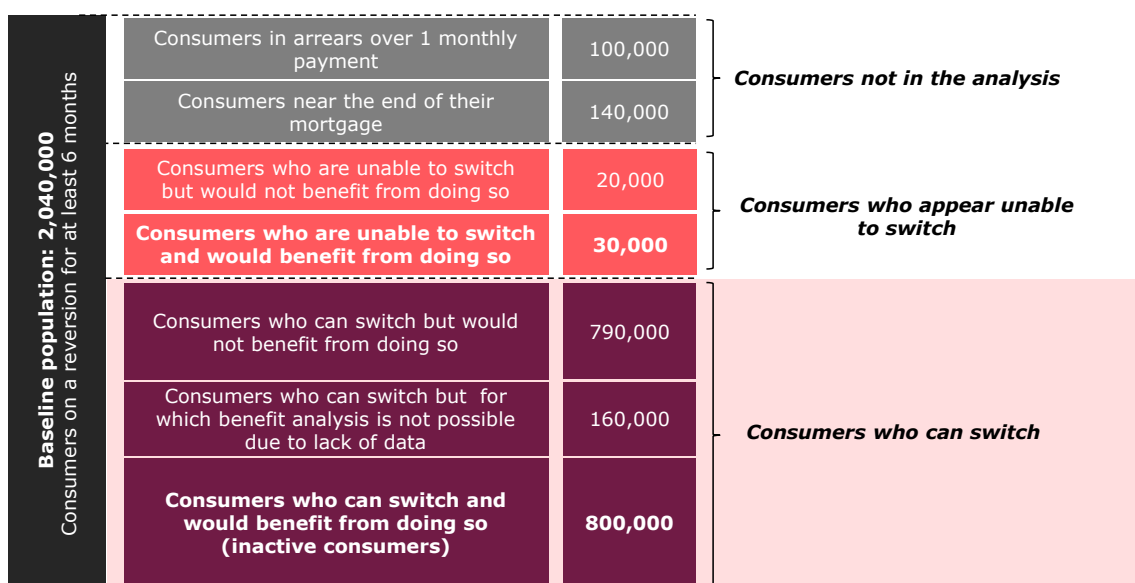 Baseline population: 2,040,000
Consumers on a reversion for at least 6 months
Consumers in arrears over 1 monthly
payment
100,000
Consumers near the end of their
mortgage
140,000
Consumers not in the analysis
Consumers who are unable to switch
but would not benefit from doing so
20,000
Consumers who are unable to switch
and would benefit from doing so
30,000
Consumers who appear unable
to switch
Consumers who can switch but would
not benefit from doing so
790,000
Consumers who can switch but for
which benefit analysis is not possible
due to lack of data
160,000
Consumers who can switch and
would benefit from doing so
(inactive consumers)
800,000
Consumers who can switch